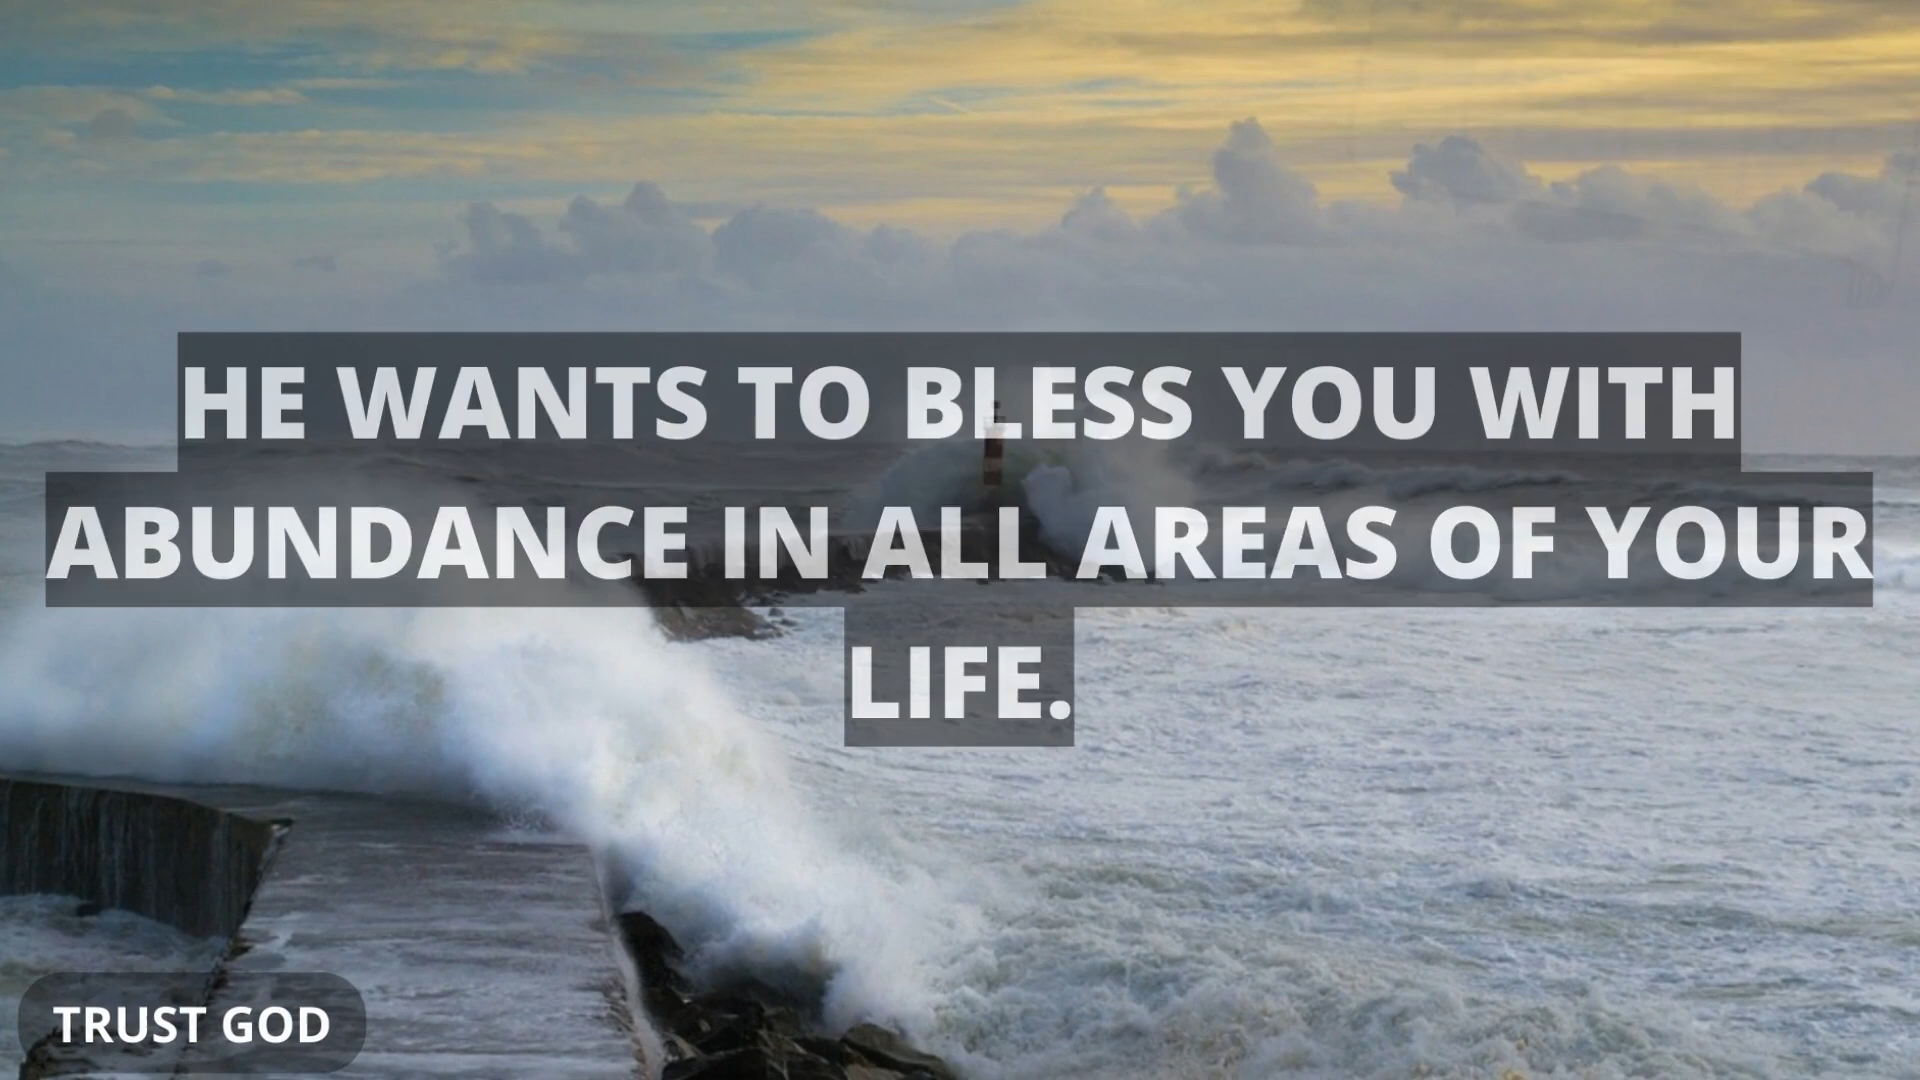 HE WANTS TO BLESS YOU WITH
ABUNDANCE IN ALL AREAS OF YOUR
LIFE.
TRUST GOD